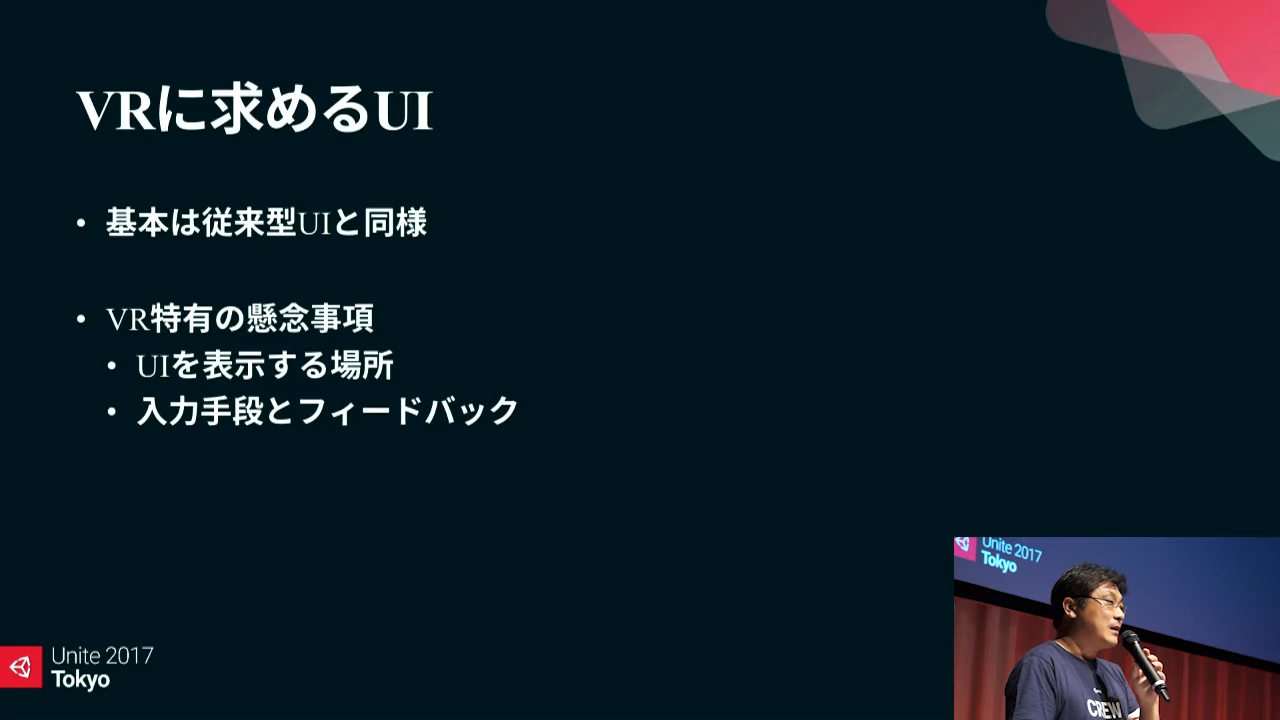 VRに求めるUI
• 基本は従来型UIと同様
• VR特有の懸念事項
• UIを表示する場所
• 入力手段とフィードバック
Unite 2017
Tokyo
Unite 2017
Tokyo
CREW